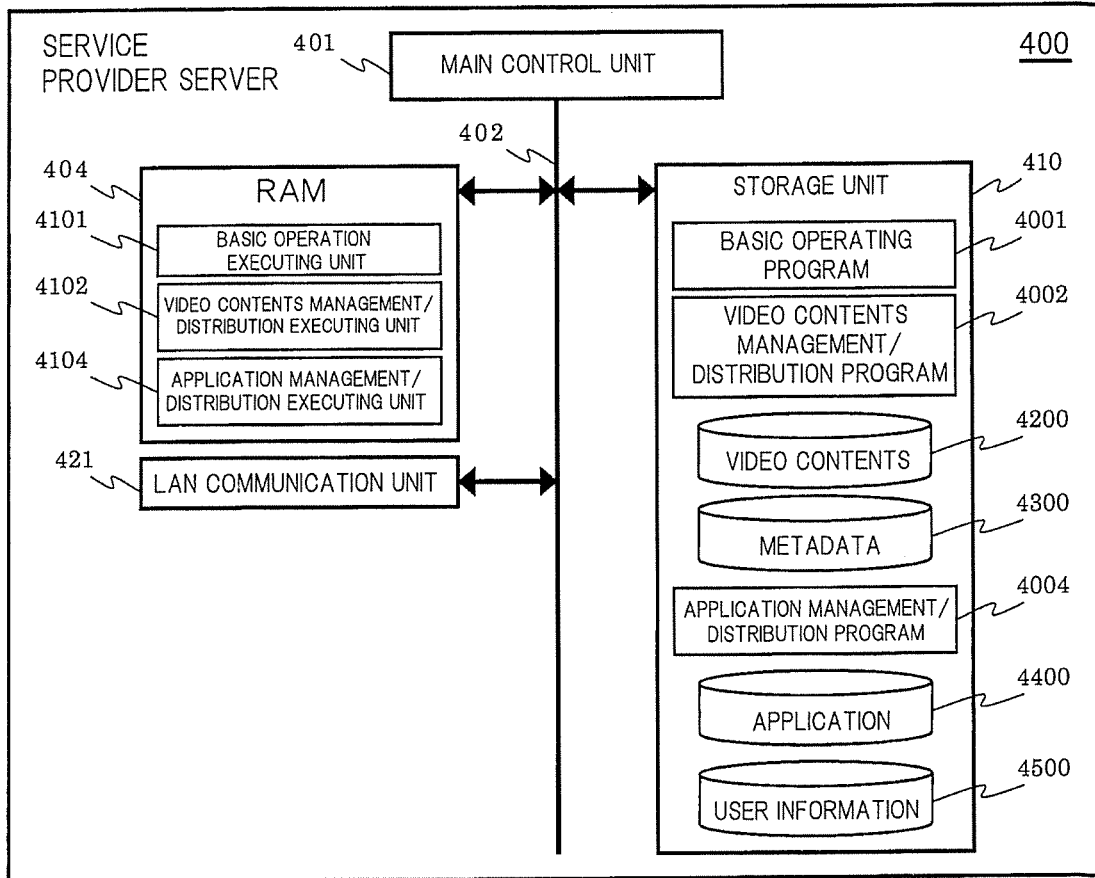 SERVICE
PROVIDER SERVER
400
401
MAIN CONTROL UNIT
402
404
RAM
4101
BASIC OPERATION
EXECUTING UNIT
4102
VIDEO CONTENTS MANAGEMENT/
DISTRIBUTION EXECUTING UNIT
4104
APPLICATION MANAGEMENT/
DISTRIBUTION EXECUTING UNIT
421
LAN COMMUNICATION UNIT
410
STORAGE UNIT
4001
BASIC OPERATING
PROGRAM
4002
VIDEO CONTENTS
MANAGEMENT/
DISTRIBUTION PROGRAM
4200
VIDEO CONTENTS
4300
METADATA
4004
APPLICATION MANAGEMENT/
DISTRIBUTION PROGRAM
4400
APPLICATION
4500
USER INFORMATION